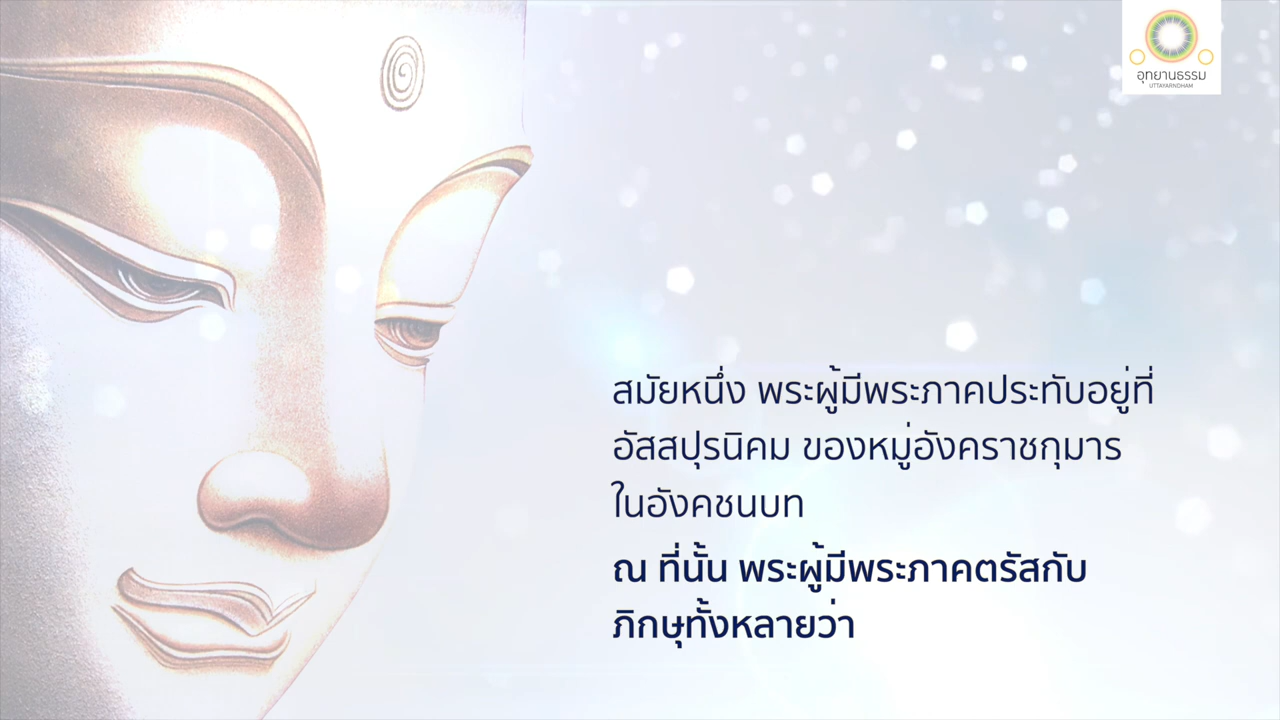 อุทยานธรรม
UTTAYARNDHAM
สมัยหนึ่ง พระผู้มีพระภาคประทับอยู่ที่
อัสสปุรนิคม ของหมู่อังคราชกุมาร
ในอังคชนบท
ณ ที่นั้น พระผู้มีพระภาคตรัสกับ
ภิกษุทั้งหลายว่า